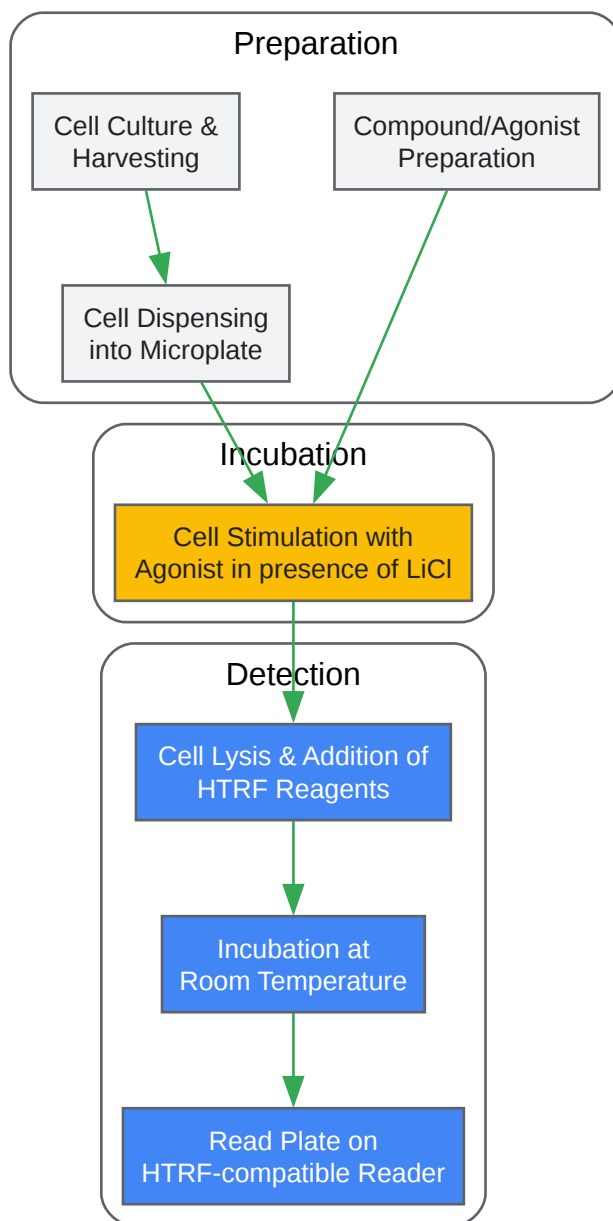 Preparation
Cell Culture &
Harvesting
Compound/Agonist
Preparation
Cell Dispensing
into Microplate
Incubation
Cell Stimulation with
Agonist in presence of LiCl
Detection
Cell Lysis & Addition of
HTRF Reagents
Incubation at
Room Temperature
Read Plate on
HTRF-compatible Reader